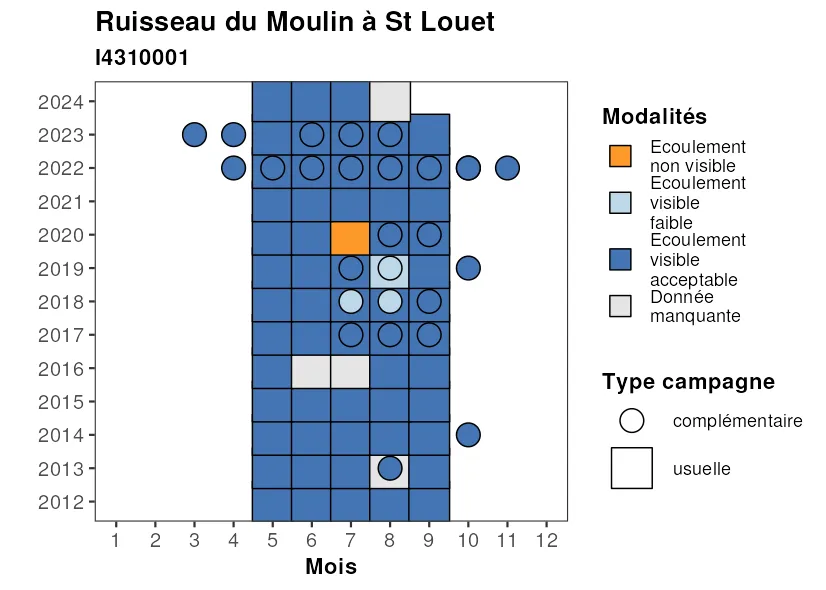 Ruisseau du Moulin à St Louet
I4310001
2024
2023
2022
2021
2020
2019
2018
2017
2016
2015
2014
2013
2012
1 2 3 4 5 6 7 8 9 10 11 12
Mois
Modalités
Ecoulement
non visible
Ecoulement
visible
faible
Ecoulement
visible
acceptable
Donnée
manquante
Type campagne
complémentaire
usuelle